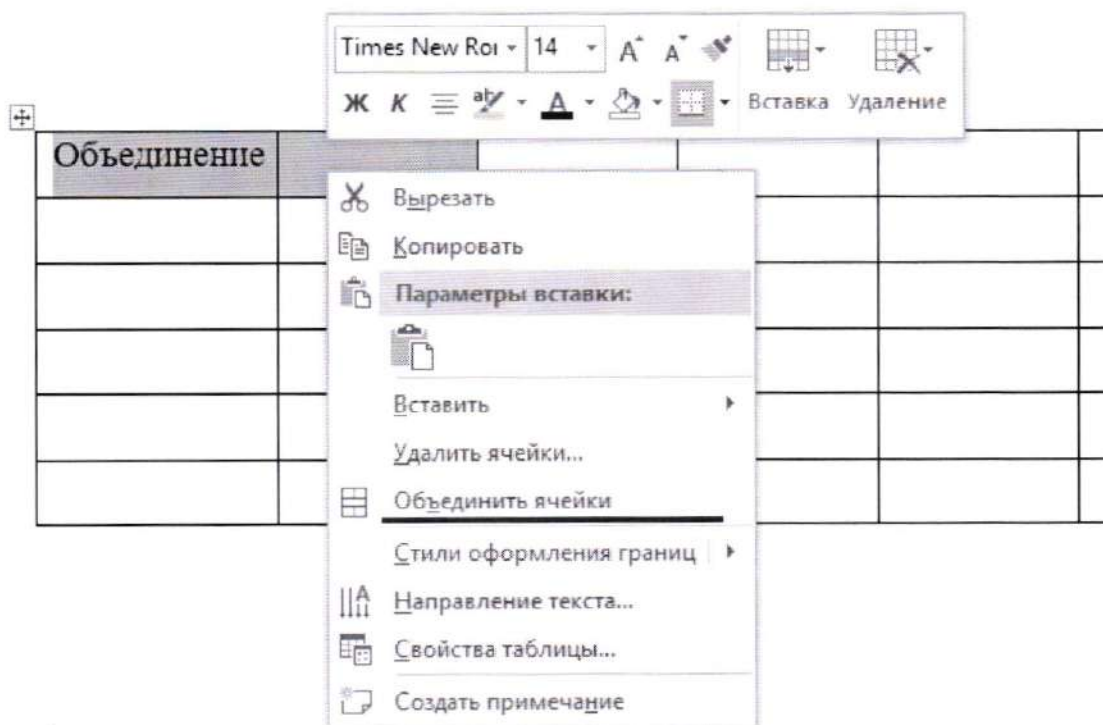 Times New Roı 14
Ж К Вставка Удаление
Объединение
Вырезать
Копировать
Параметры вставки:
Вставить
Удалить ячейки...
Объединить ячейки
Стили оформления границ
Направление текста...
Свойства таблицы...
Создать примечание